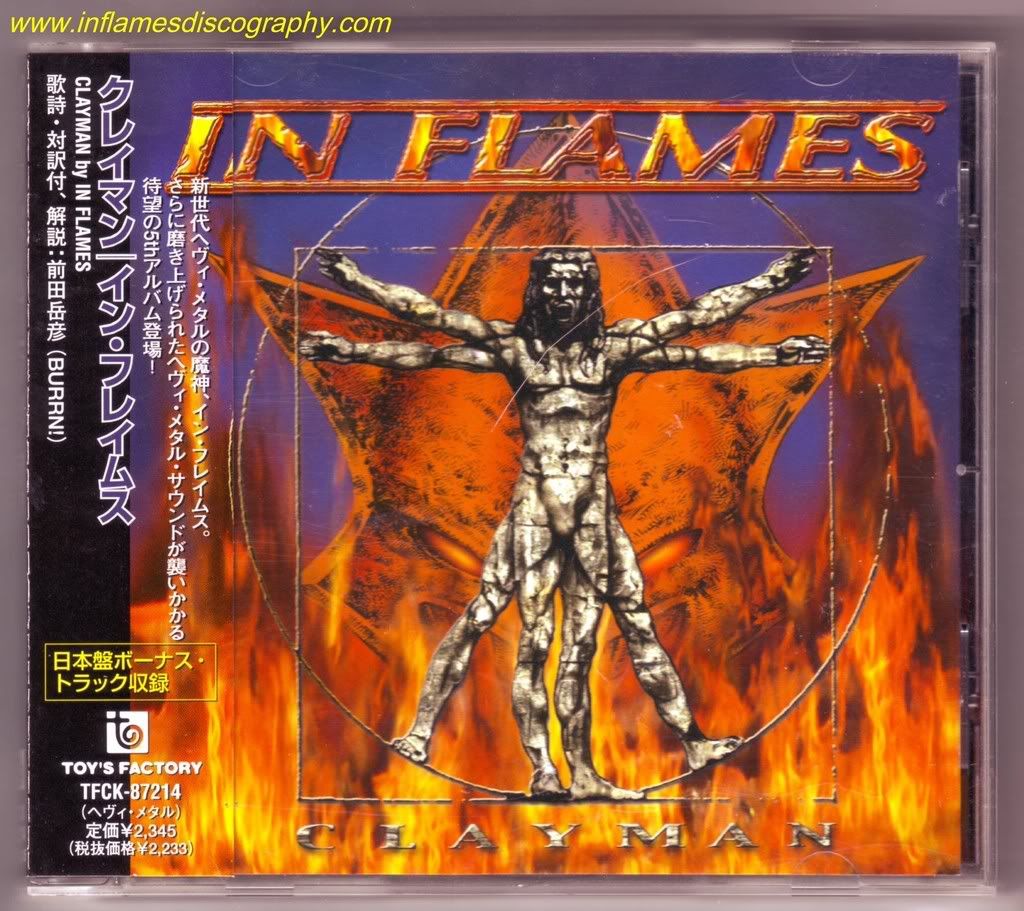 www.inflamesdiscography.com
IN FLAMES
クレイマン|イン・フレイムス
CLAYMAN by IN FLAMES
歌詩・対訳付、解説:前田岳彦(BURRN!)
新世代ヘヴィ・メタルの魔神、イン・フレイムス。
さらに磨き上げられたヘヴィ・メタル・サウンドが襲いかかる
待望の5thアルバム登場!
日本盤ボーナス・
トラック収録
TOY'S FACTORY
TFCK-87214
(ヘヴィ・メタル)
定価¥2,345
(税抜価格¥2,233)
CLAYMAN